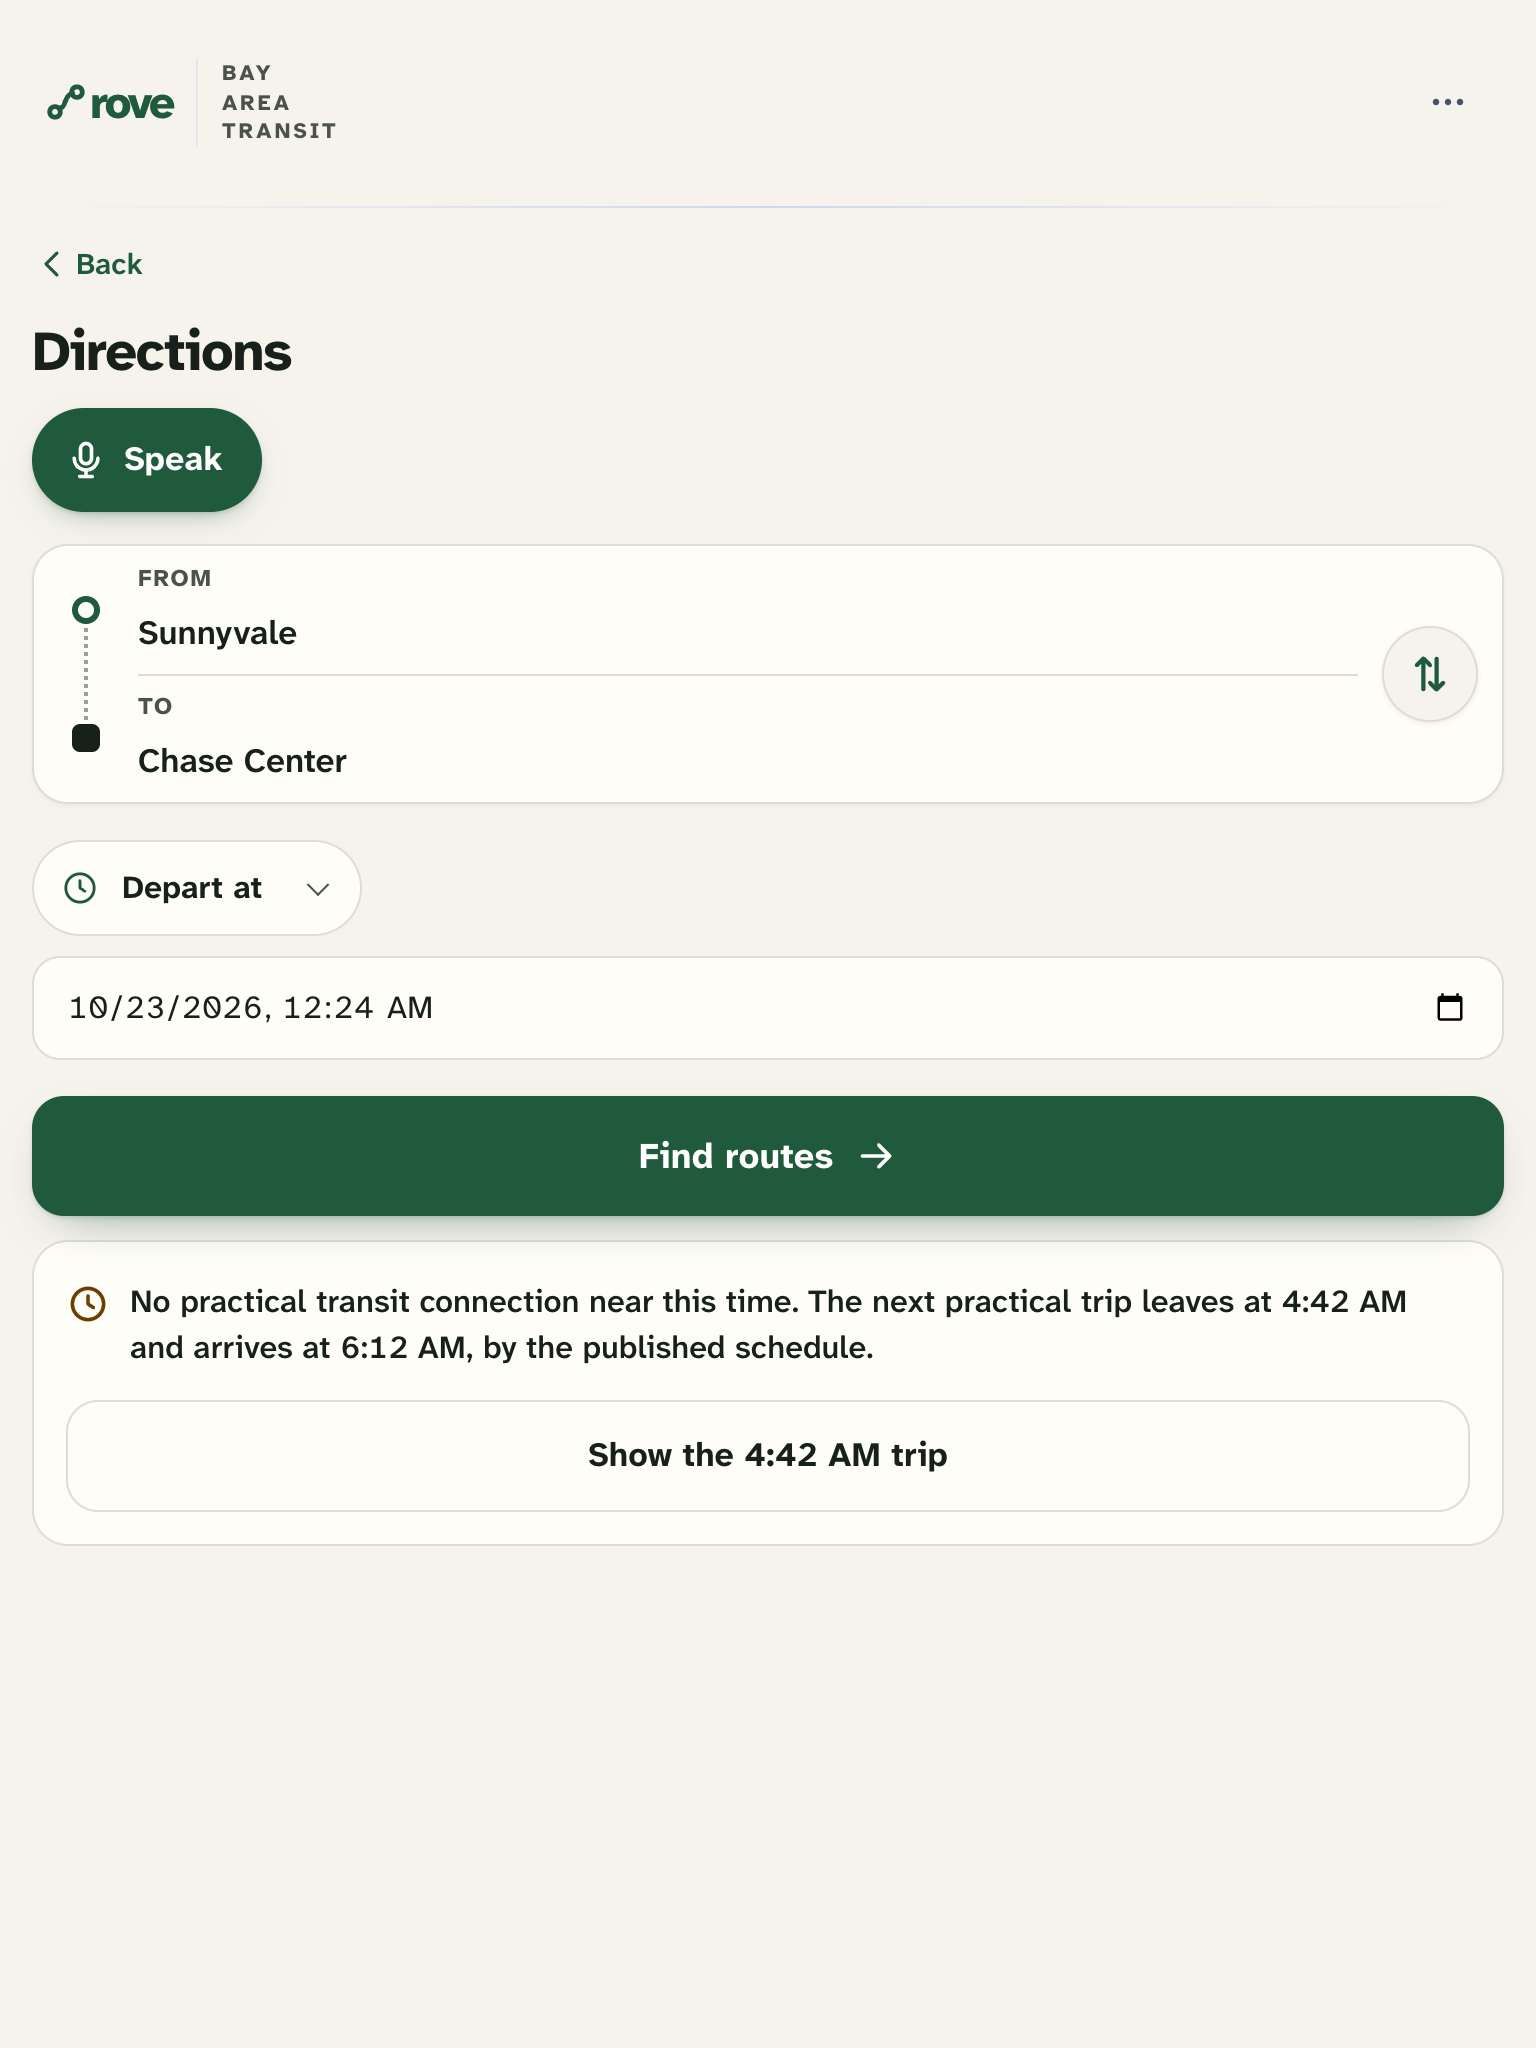 rove
BAY
AREA
TRANSIT
Back
Directions
Speak
FROM
Sunnyvale
TO
Chase Center
Depart at
10/23/2026, 12:24 AM
Find routes
No practical transit connection near this time. The next practical trip leaves at 4:42 AM
and arrives at 6:12 AM, by the published schedule.
Show the 4:42 AM trip